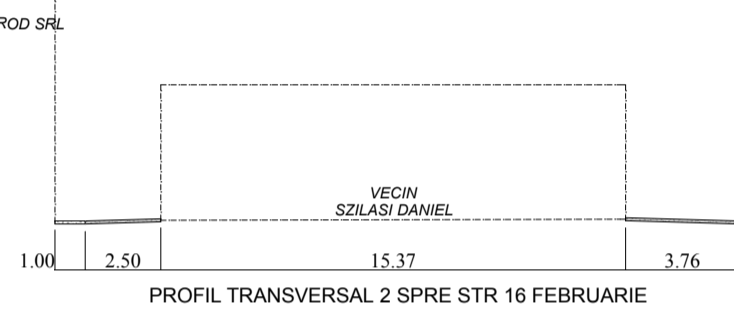 ROD SRL
VECIN
SZILASI DANIEL
1.00 2.50 15.37 3.76
PROFIL TRANSVERSAL 2 SPRE STR 16 FEBRUARIE